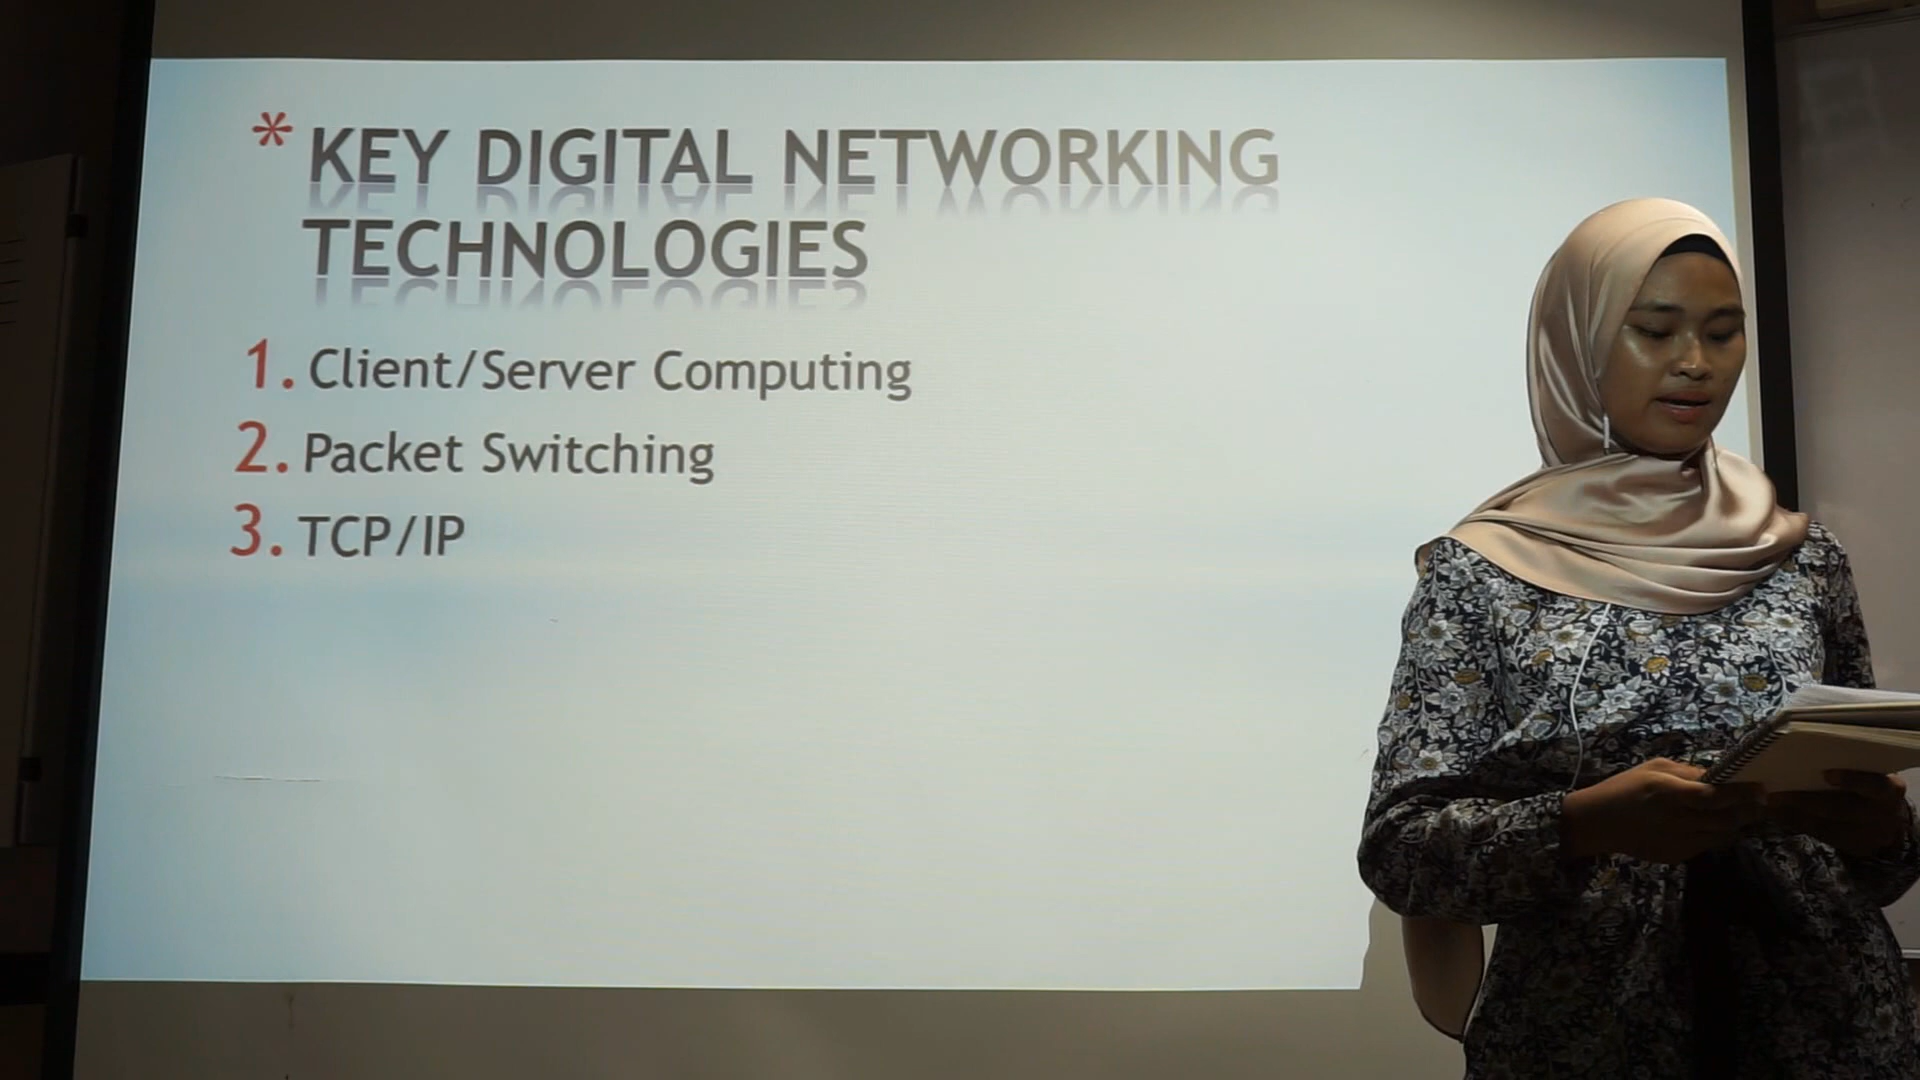 * KEY DIGITAL NETWORKING
TECHNOLOGIES
1. Client/Server Computing
2. Packet Switching
3. TCP/IP